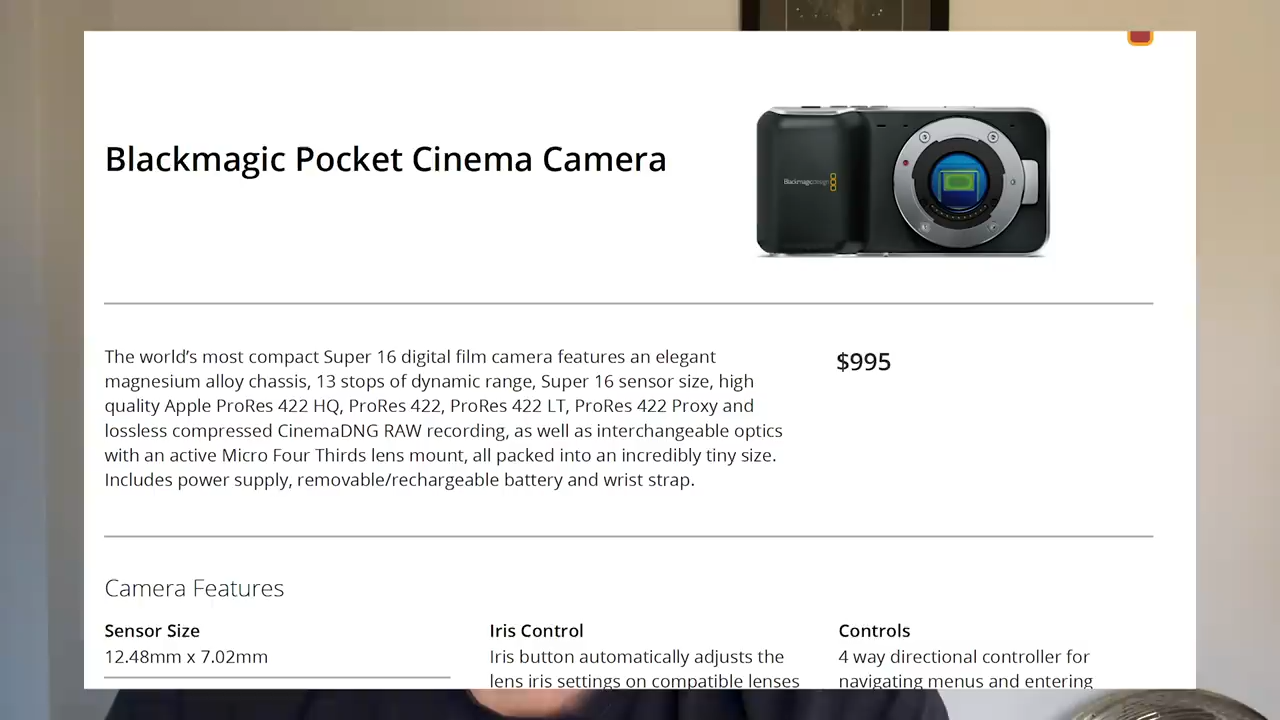 Blackmagic Pocket Cinema Camera
Blackmagicdesign
The world’s most compact Super 16 digital film camera features an elegant
magnesium alloy chassis, 13 stops of dynamic range, Super 16 sensor size, high
quality Apple ProRes 422 HQ, ProRes 422, ProRes 422 LT, ProRes 422 Proxy and
lossless compressed CinemaDNG RAW recording, as well as interchangeable optics
with an active Micro Four Thirds lens mount, all packed into an incredibly tiny size.
Includes power supply, removable/rechargeable battery and wrist strap.
$995
Camera Features
Sensor Size
12.48mm x 7.02mm
Iris Control
Iris button automatically adjusts the
lens iris settings on compatible lenses
Controls
4 way directional controller for
navigating menus and entering